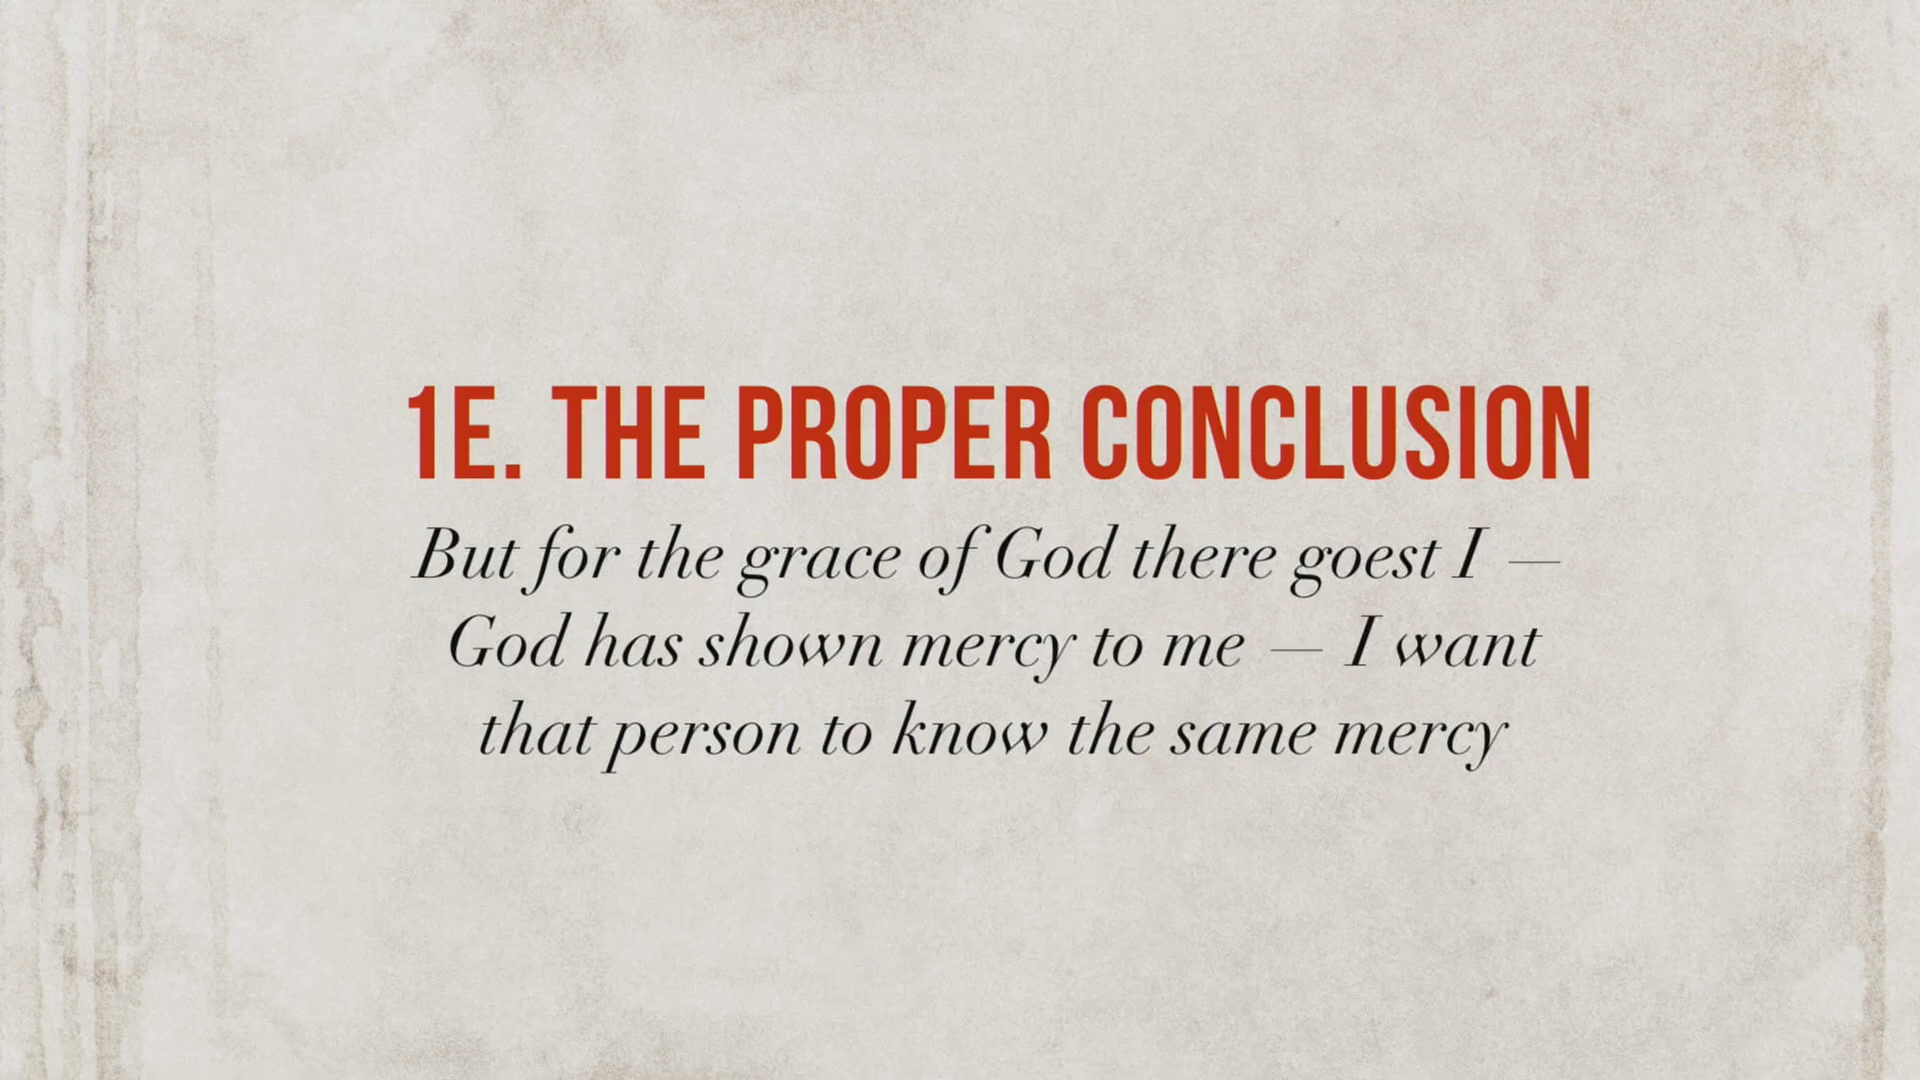 1E. THE PROPER CONCLUSION
But for the grace of God there goest I —
God has shown mercy to me — I want
that person to know the same mercy